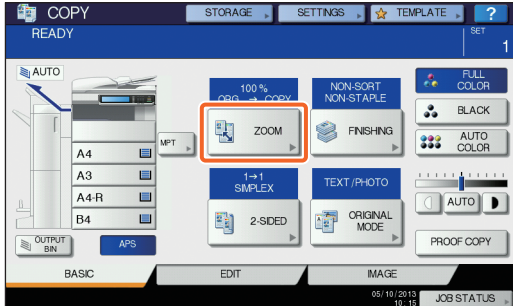 COPY
STORAGE
SETTINGS
TEMPLATE
?
READY
SET
1
AUTO
100 %
ORG. → COPY
ZOOM
NON-SORT
NON-STAPLE
FINISHING
FULL
COLOR
BLACK
AUTO
COLOR
MPT
A4
A3
A4-R
B4
1→1
SIMPLEX
2-SIDED
TEXT/PHOTO
ORIGINAL
MODE
AUTO
OUTPUT
BIN
APS
PROOF COPY
BASIC
EDIT
IMAGE
05/10/2013
10:15
JOB STATUS